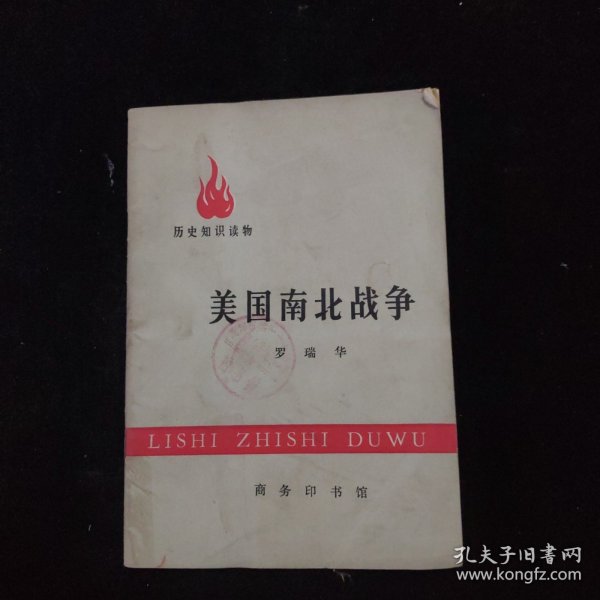 历史知识读物
美国南北战争
罗瑞华
LISHI ZHISHI DUWU
商务印书馆
孔夫子旧书网
www.kongfz.com